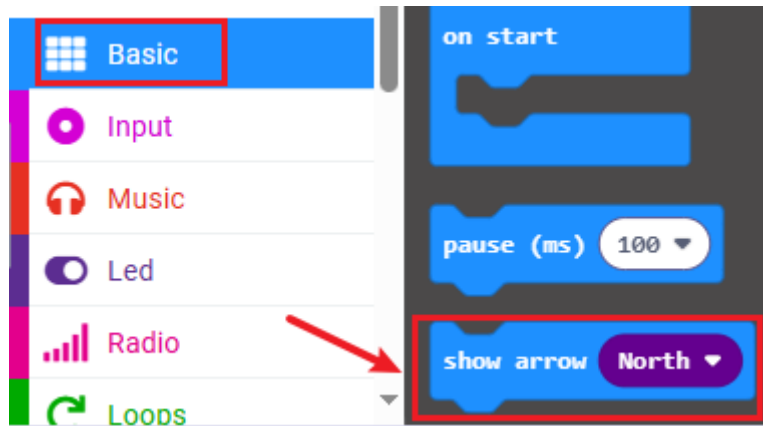 Basic
Input
Music
Led
Radio
Loops
on start
pause (ms) 100
show arrow North